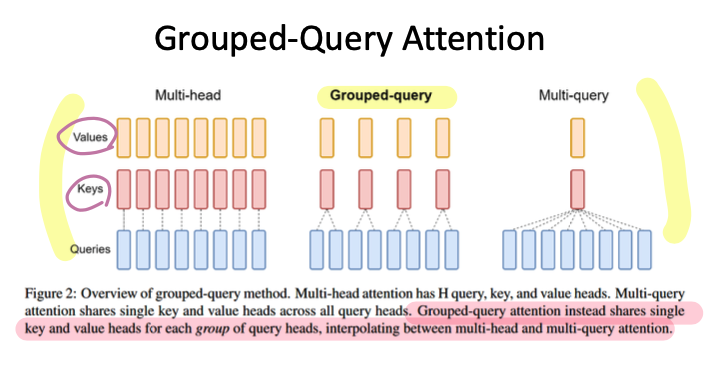 Grouped-Query Attention
Multi-head
Grouped-query
Multi-query
Values
Keys
Queries
Figure 2: Overview of grouped-query method. Multi-head attention has H query, key, and value heads. Multi-query
attention shares single key and value heads across all query heads. Grouped-query attention instead shares single
key and value heads for each group of query heads, interpolating between multi-head and multi-query attention.